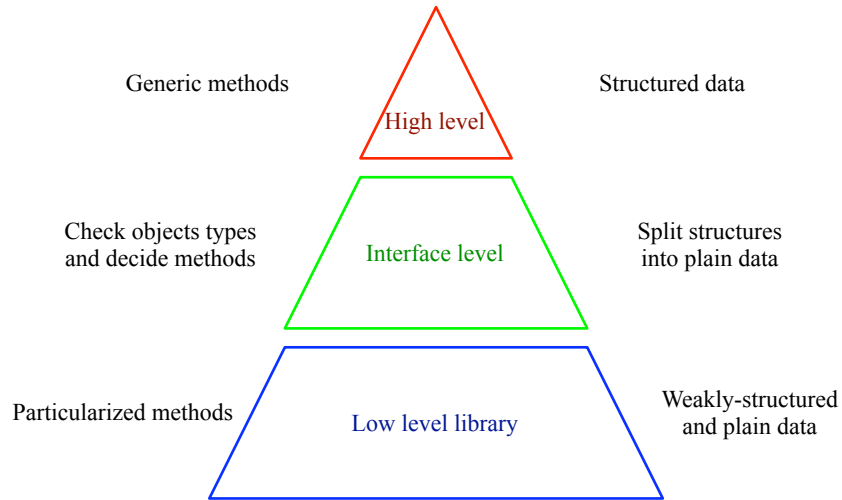 Generic methods
Structured data
High level
Check objects types
and decide methods
Interface level
Split structures
into plain data
Particularized methods
Low level library
Weakly-structured
and plain data